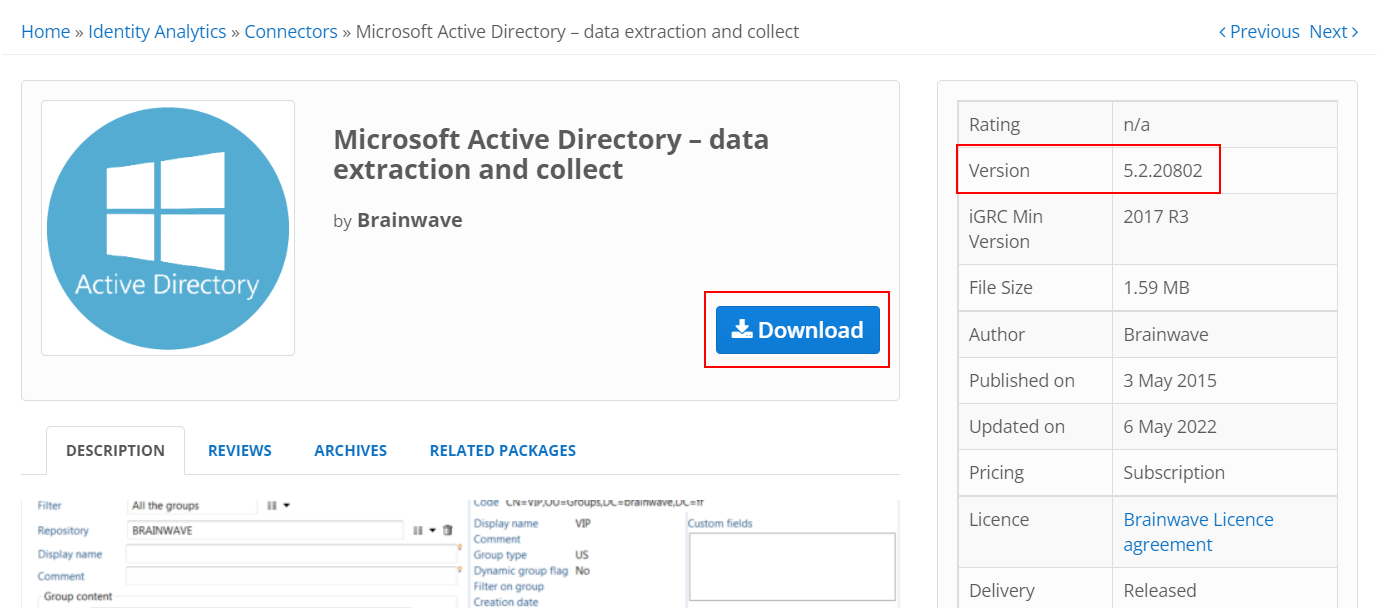 Home » Identity Analytics » Connectors » Microsoft Active Directory – data extraction and collect
‹ Previous Next ›
Active Directory
Microsoft Active Directory – data
extraction and collect
by Brainwave
Download
DESCRIPTION REVIEWS ARCHIVES RELATED PACKAGES
Filter All the groups
Repository BRAINWAVE
Display name
Comment
Group content
Code CN=VIP,OU=Groups,DC=brainwave,DC=fr
Display name VIP
Comment
Group type US
Dynamic group flag No
Filter on group
Creation date
Custom fields
Rating n/a
Version 5.2.20802
iGRC Min
Version
2017 R3
File Size 1.59 MB
Author Brainwave
Published on 3 May 2015
Updated on 6 May 2022
Pricing Subscription
Licence Brainwave Licence
agreement
Delivery Released